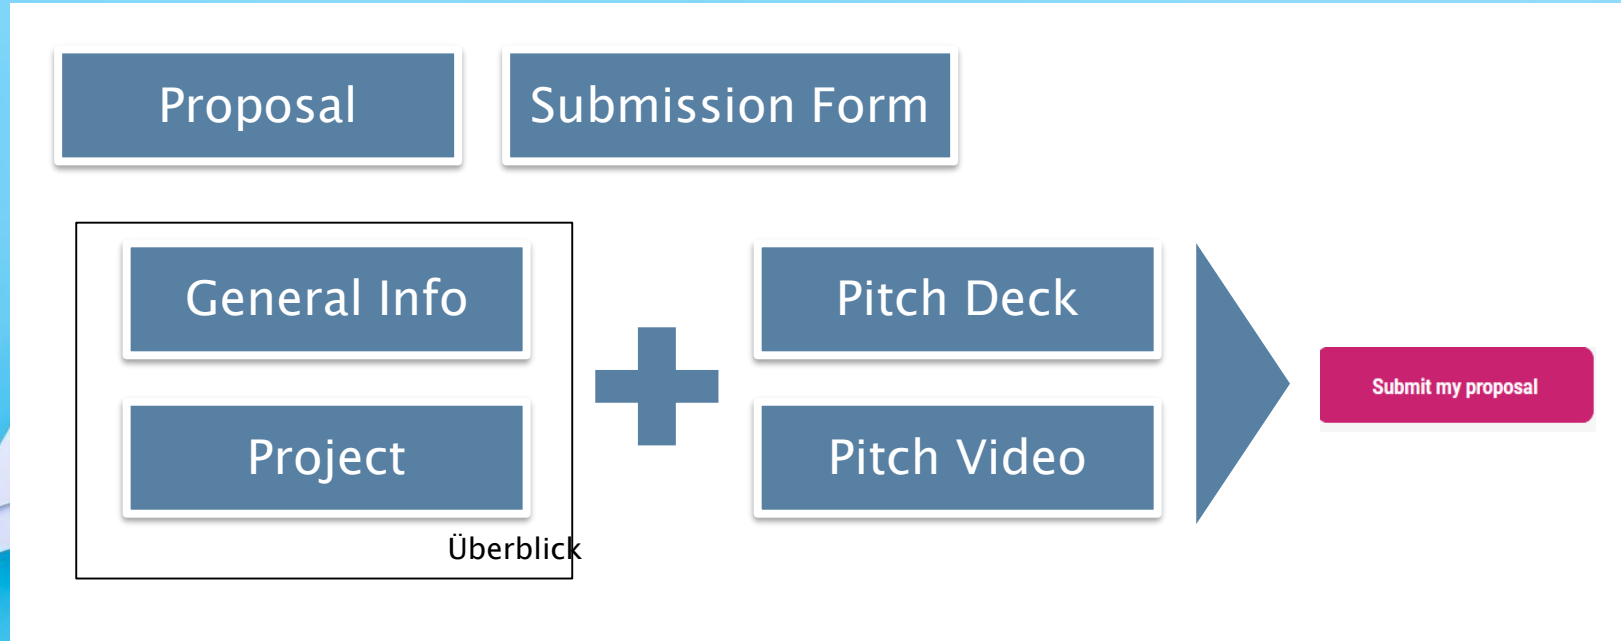 Proposal
Submission Form
General Info
Project
Überblick
Pitch Deck
Pitch Video
Submit my proposal